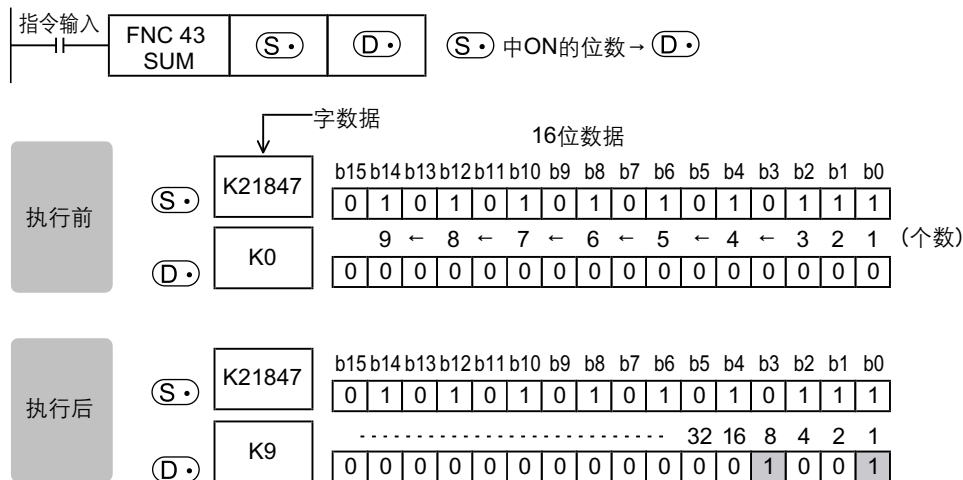 指令输入
FNC 43 SUM (S·) (D·) (S·) 中ON的位数→(D·)
字数据
16位数据
执行前
b15 b14 b13 b12 b11 b10 b9 b8 b7 b6 b5 b4 b3 b2 b1 b0
(S·) K21847 0 1 0 1 0 1 0 1 0 1 0 1 0 1 1 1
9 ← 8 ← 7 ← 6 ← 5 ← 4 ← 3 2 1 (个数)
(D·) K0 0 0 0 0 0 0 0 0 0 0 0 0 0 0 0 0
执行后
b15 b14 b13 b12 b11 b10 b9 b8 b7 b6 b5 b4 b3 b2 b1 b0
(S·) K21847 0 1 0 1 0 1 0 1 0 1 0 1 0 1 1 1
32 16 8 4 2 1
(D·) K9 0 0 0 0 0 0 0 0 0 0 0 0 1 0 0 1